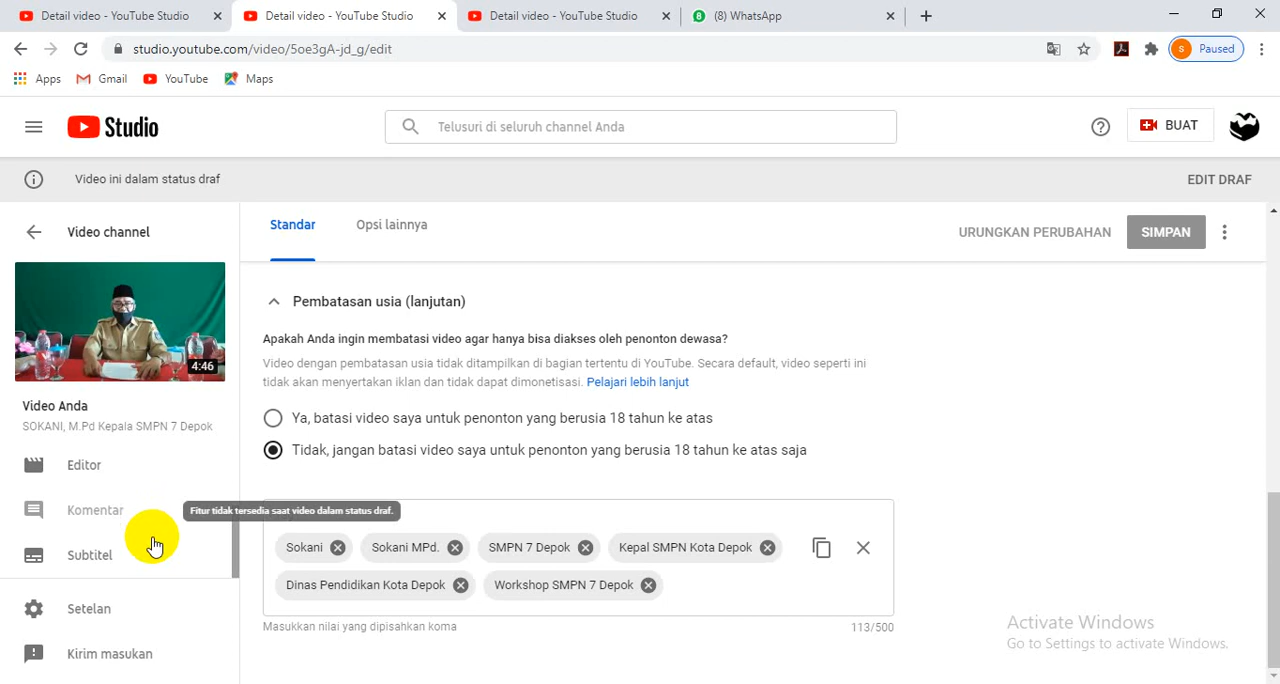 Detail video - YouTube Studio
Detail video - YouTube Studio
Detail video - YouTube Studio
(8) WhatsApp
studio.youtube.com/video/5oe3gA-jd_g/edit
S
Paused
Apps
Gmail
YouTube
Maps
Studio
Telusuri di seluruh channel Anda
BUAT
Video ini dalam status draf
EDIT DRAF
Video channel
Standar
Opsi lainnya
URUNGKAN PERUBAHAN
SIMPAN
4:46
Video Anda
SOKANI, M.Pd Kepala SMPN 7 Depok
Editor
Komentar
Subtitel
Setelan
Kirim masukan
Fitur tidak tersedia saat video dalam status draf.
Pembatasan usia (lanjutan)
Apakah Anda ingin membatasi video agar hanya bisa diakses oleh penonton dewasa?
Video dengan pembatasan usia tidak ditampilkan di bagian tertentu di YouTube. Secara default, video seperti ini
tidak akan menyertakan iklan dan tidak dapat dimonetisasi. Pelajari lebih lanjut
Ya, batasi video saya untuk penonton yang berusia 18 tahun ke atas
Tidak, jangan batasi video saya untuk penonton yang berusia 18 tahun ke atas saja
Sokani
Sokani MPd.
SMPN 7 Depok
Kepal SMPN Kota Depok
Dinas Pendidikan Kota Depok
Workshop SMPN 7 Depok
Masukkan nilai yang dipisahkan koma
113/500
Activate Windows
Go to Settings to activate Windows.